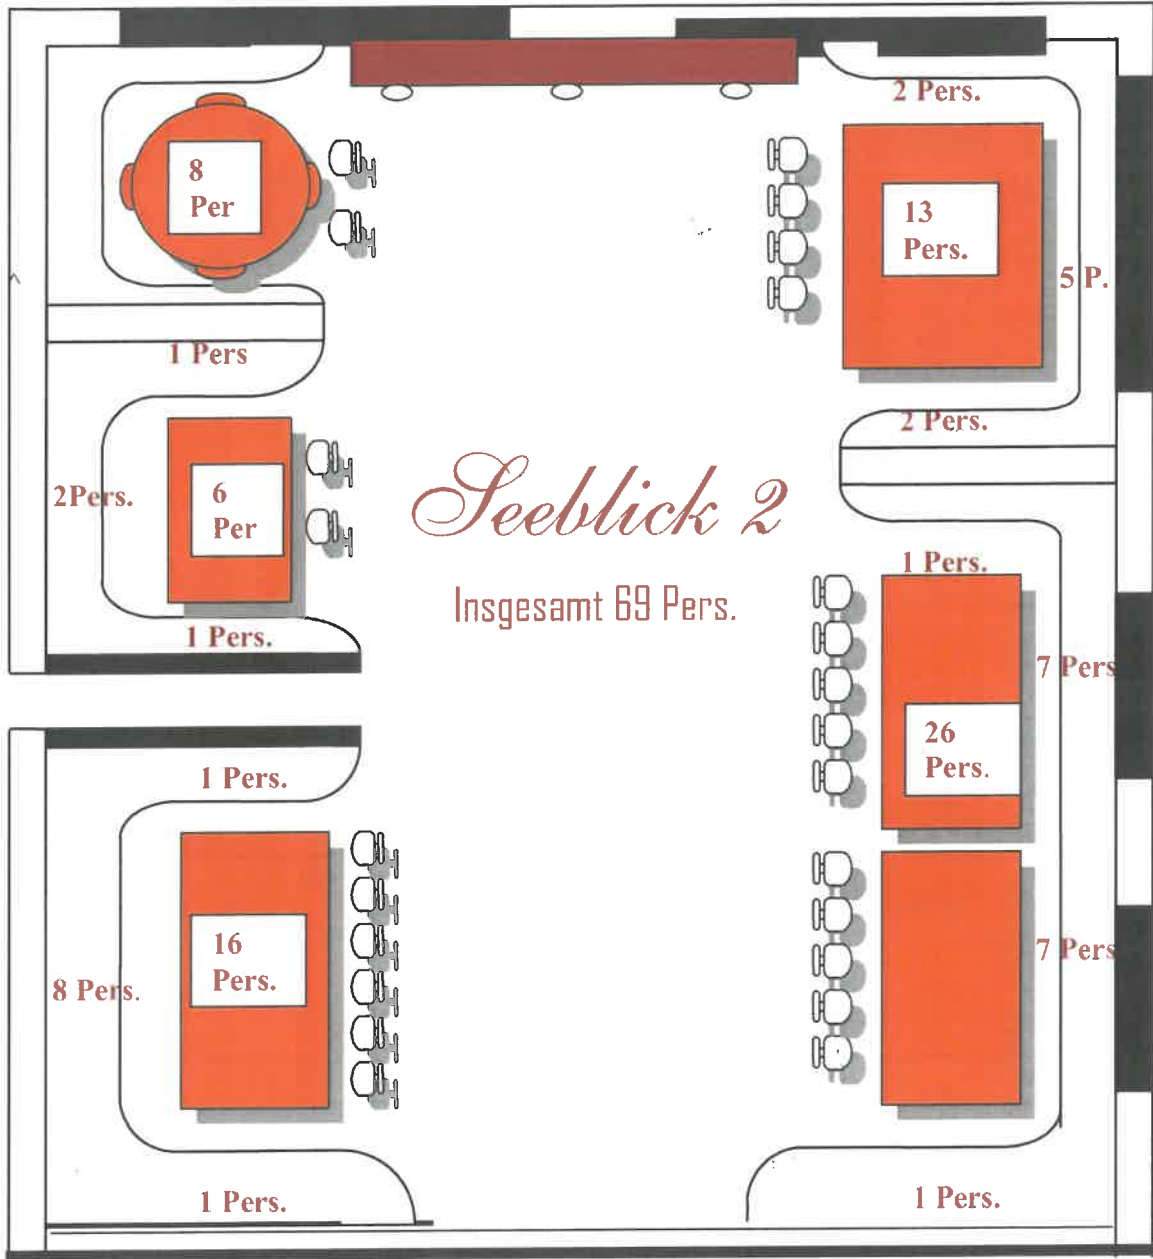 2 Pers.
8
Per
13
Pers.
5 P.
1 Pers
2 Pers.
2Pers.
6
Per
Seeblick 2
Insgesamt 69 Pers.
1 Pers.
1 Pers.
7 Pers
26
Pers.
1 Pers.
16
Pers.
8 Pers.
7 Pers
1 Pers.
1 Pers.